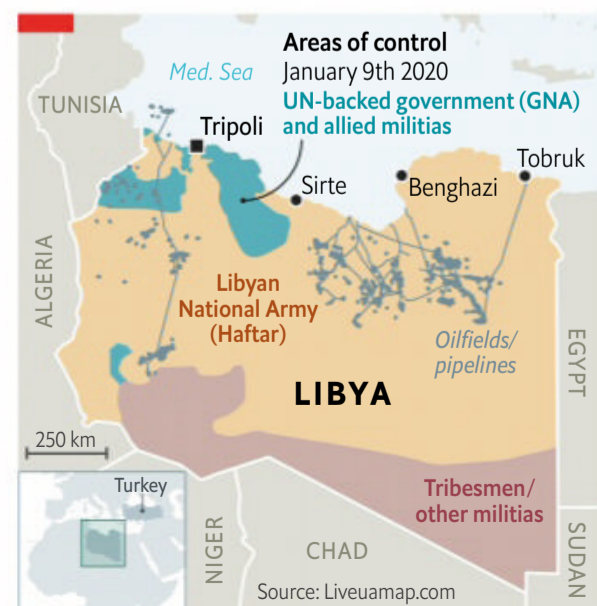 Areas of control
January 9th 2020
UN-backed government (GNA)
and allied militias
Med. Sea
TUNISIA
Tripoli
Sirte
Benghazi
Tobruk
ALGERIA
Libyan
National Army
(Haftar)
Oilfields/
pipelines
EGYPT
LIBYA
250 km
Tribesmen/
other militias
Turkey
NIGER
CHAD
SUDAN
Source: Liveuamap.com